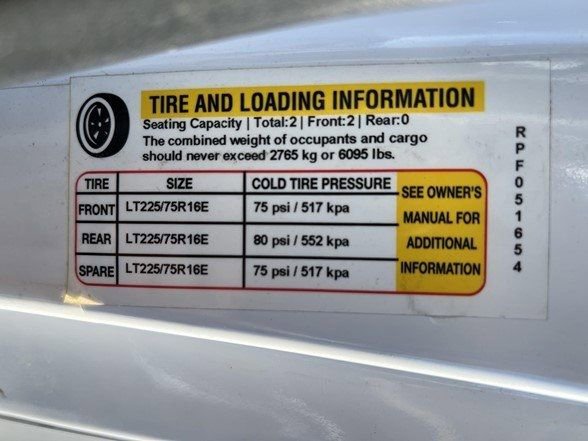 TIRE AND LOADING INFORMATION
Seating Capacity | Total:2 | Front:2 | Rear:0
The combined weight of occupants and cargo
should never exceed 2765 kg or 6095 lbs.
TIRE SIZE COLD TIRE PRESSURE SEE OWNER'S
FRONT LT225/75R16E 75 psi / 517 kpa MANUAL FOR
REAR LT225/75R16E 80 psi / 552 kpa ADDITIONAL
SPARE LT225/75R16E 75 psi / 517 kpa INFORMATION
RPF051654